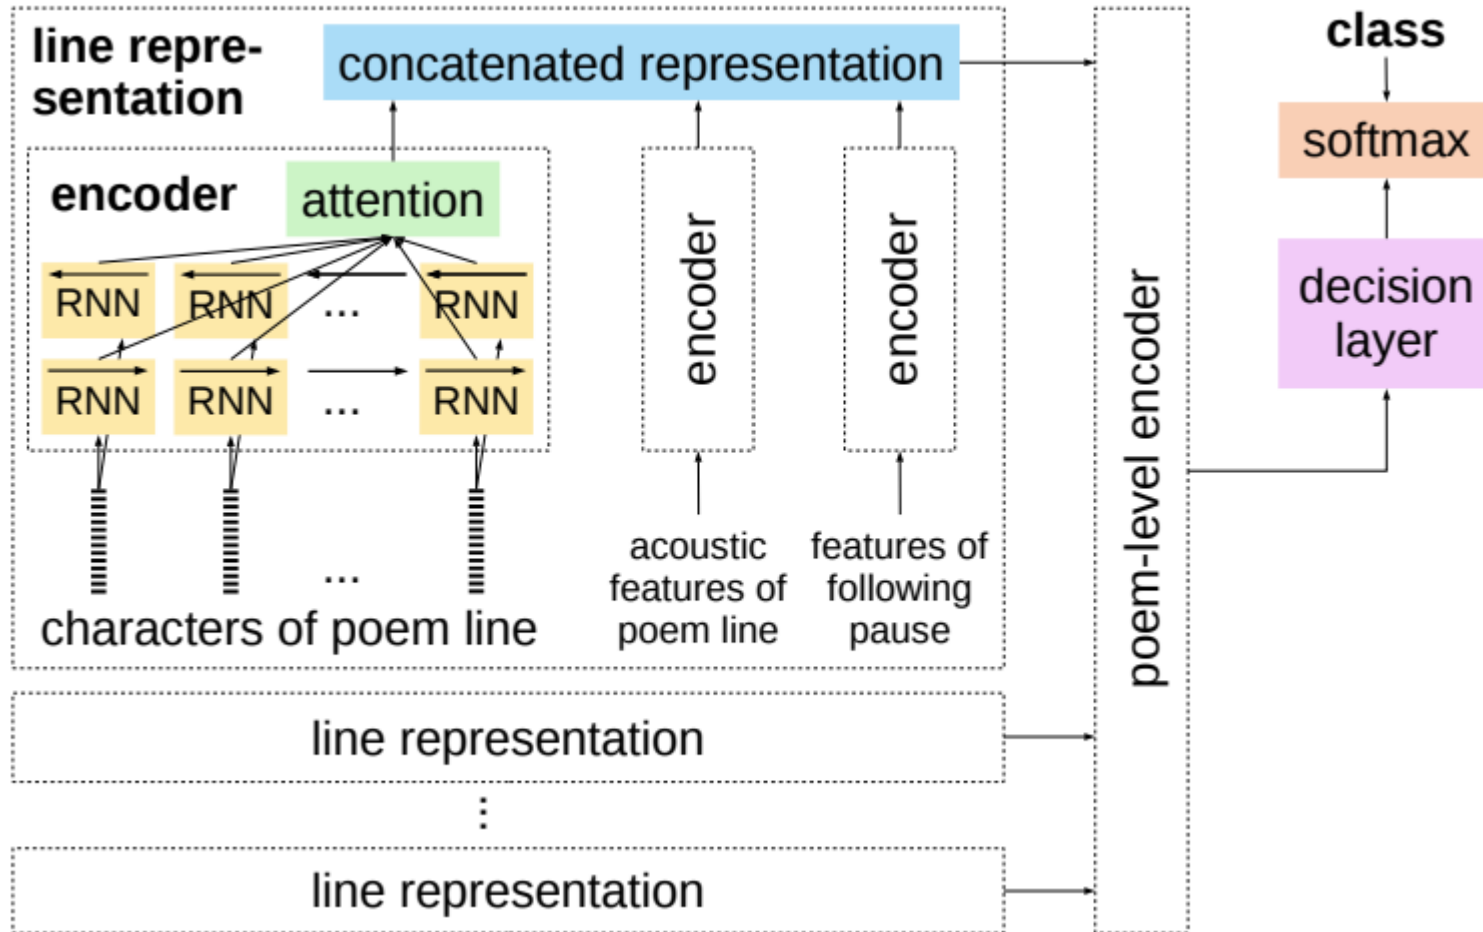 line repre-
sentation
concatenated representation
encoder
attention
RNN RNN ... RNN
RNN RNN ... RNN
...
characters of poem line
encoder
acoustic
features of
poem line
encoder
features of
following
pause
line representation
...
line representation
poem-level encoder
class
softmax
decision
layer